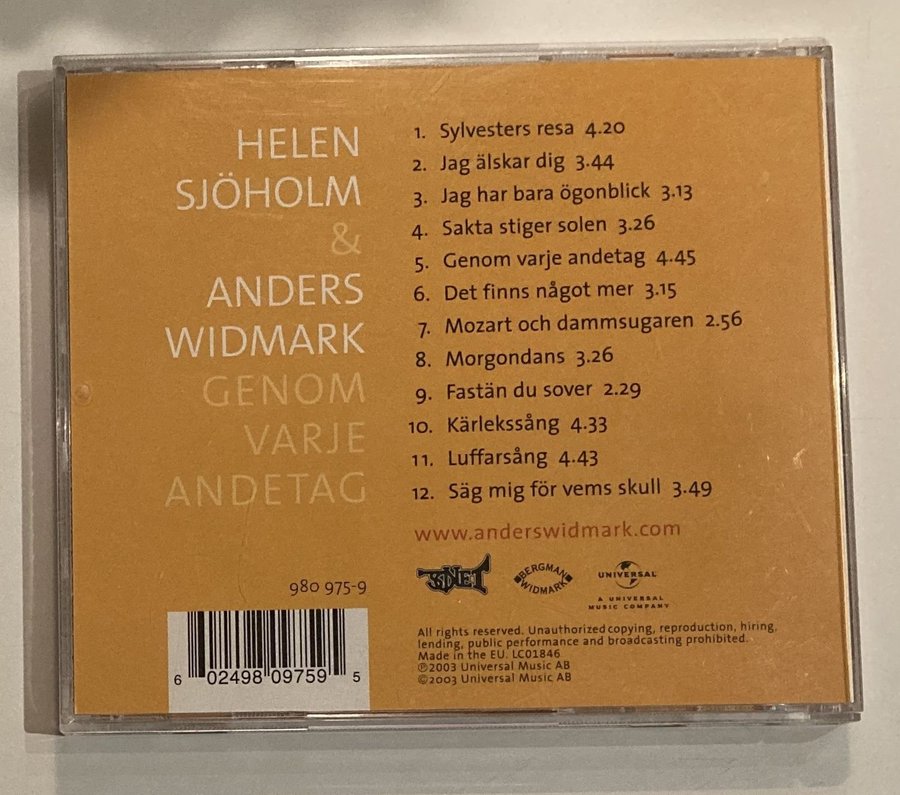 HELEN
SJÖHOLM
&
ANDERS
WIDMARK
GENOM
VARJE
ANDETAG
1. Sylvesters resa 4.20
2. Jag älskar dig 3.44
3. Jag har bara ögonblick 3.13
4. Sakta stiger solen 3.26
5. Genom varje andetag 4.45
6. Det finns något mer 3.15
7. Mozart och dammsugaren 2.56
8. Morgondans 3.26
9. Fastän du sover 2.29
10. Kärlekssång 4.33
11. Luffarsång 4.43
12. Säg mig för vems skull 3.49
www.anderswidmark.com
BERGMAN
WIDMARK
UNIVERSAL
A UNIVERSAL
MUSIC COMPANY
980 975-9
6 02498 09759 5
All rights reserved. Unauthorized copying, reproduction, hiring,
lending, public performance and broadcasting prohibited.
Made in the EU. LC01846
℗2003 Universal Music AB
©2003 Universal Music AB